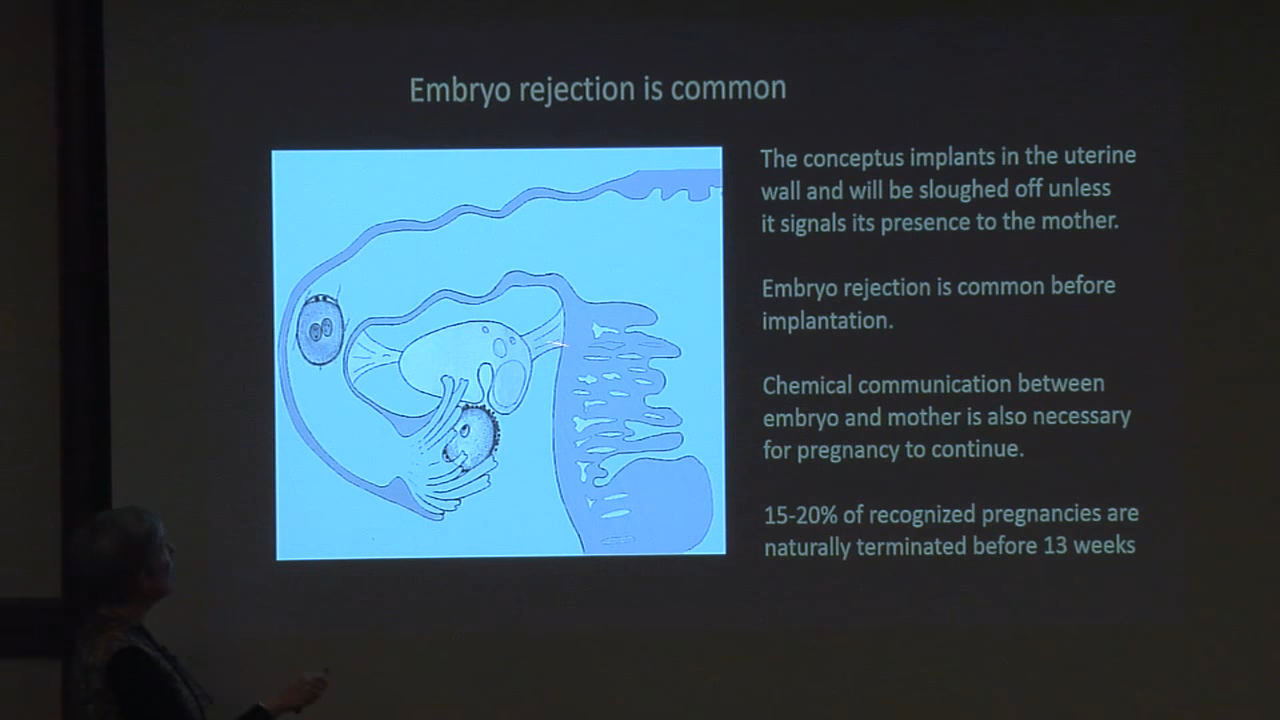 Embryo rejection is common
The conceptus implants in the uterine
wall and will be sloughed off unless
it signals its presence to the mother.
Embryo rejection is common before
implantation.
Chemical communication between
embryo and mother is also necessary
for pregnancy to continue.
15-20% of recognized pregnancies are
naturally terminated before 13 weeks